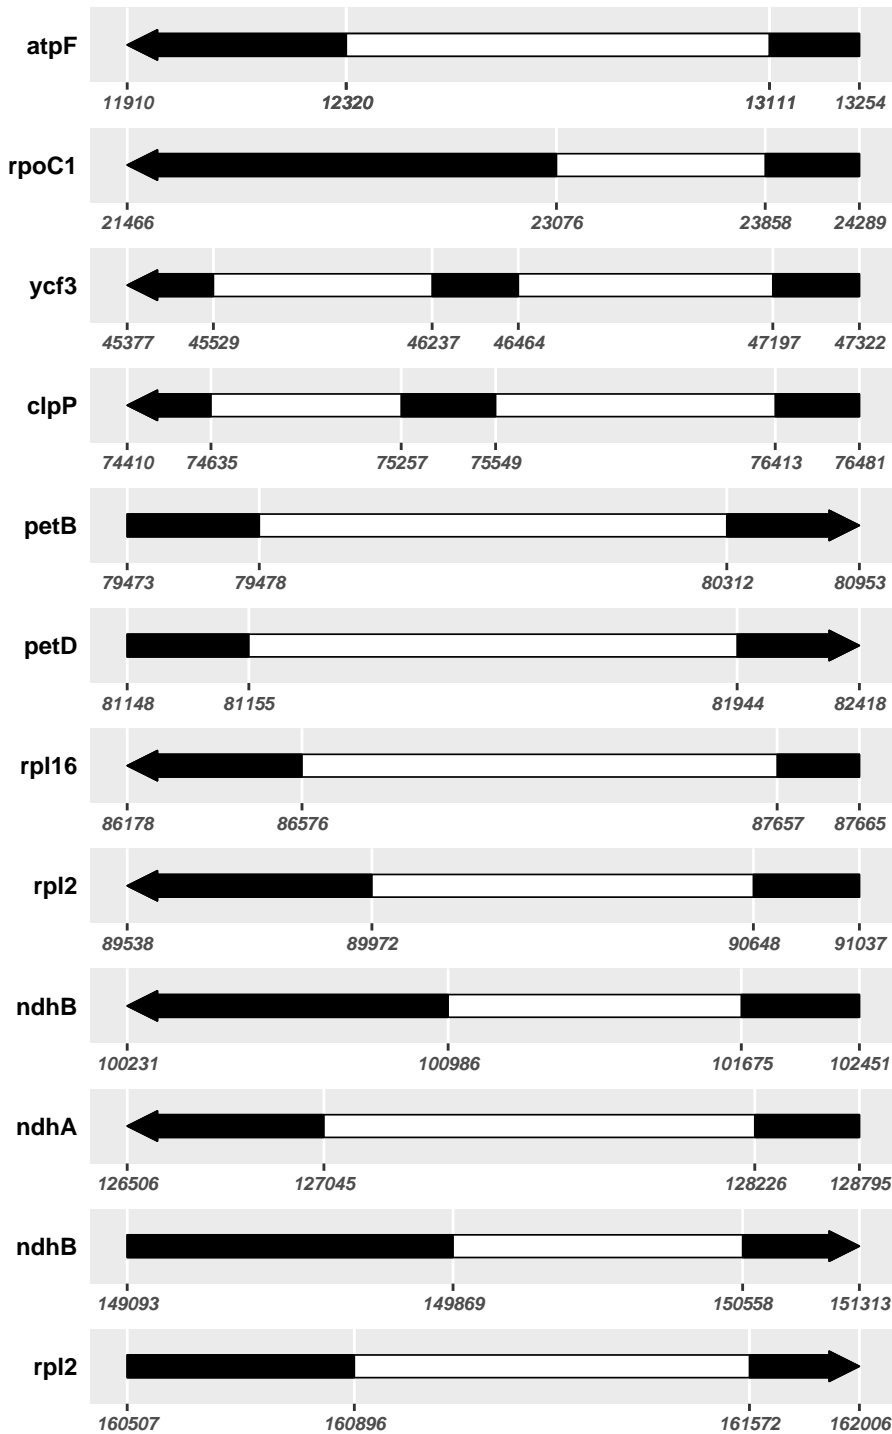 atpF
11910 12320 13111 13254
rpoC1
21466 23076 23858 24289
ycf3
45377 45529 46237 46464 47197 47322
clpP
74410 74635 75257 75549 76413 76481
petB
79473 79478 80312 80953
petD
81148 81155 81944 82418
rpl16
86178 86576 87657 87665
rpl2
89538 89972 90648 91037
ndhB
100231 100986 101675 102451
ndhA
126506 127045 128226 128795
ndhB
149093 149869 150558 151313
rpl2
160507 160896 161572 162006